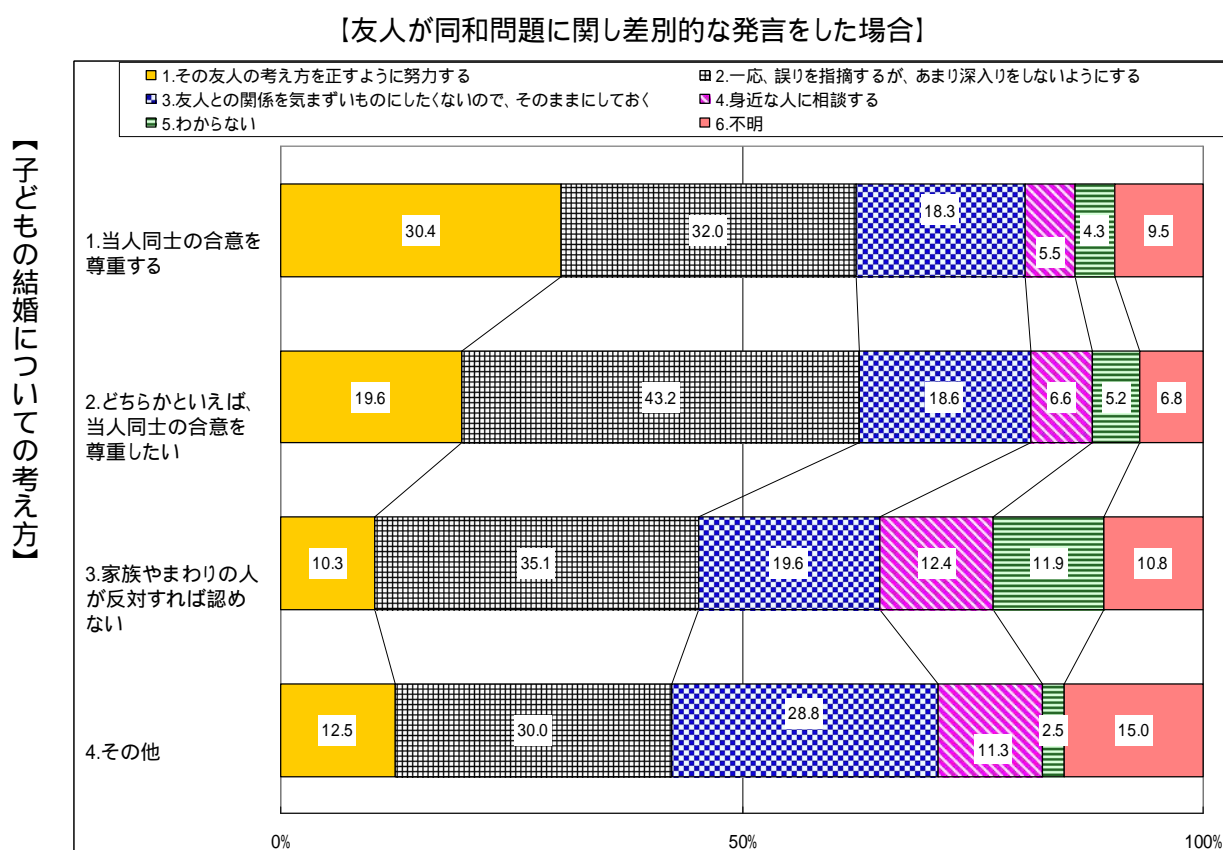 【友人が同和問題に関し差別的な発言をした場合】
1.その友人の考え方を正すように努力する
2.一応、誤りを指摘するが、あまり深入りをしないようにする
3.友人との関係を気まずいものにしたくないので、そのままにしておく
4.身近な人に相談する
5.わからない
6.不明
【子どもの結婚についての考え方】
1.当人同士の合意を
尊重する
30.4
32.0
18.3
5.5
4.3
9.5
2.どちらかといえば、
当人同士の合意を
尊重したい
19.6
43.2
18.6
6.6
5.2
6.8
3.家族やまわりの人
が反対すれば認め
ない
10.3
35.1
19.6
12.4
11.9
10.8
4.その他
12.5
30.0
28.8
11.3
2.5
15.0
0%
50%
100%